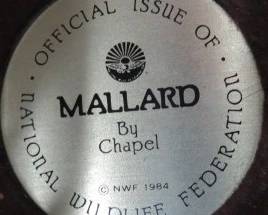 · OFFICIAL ISSUE OF ·
MALLARD
By
Chapel
© NWF 1984
NATIONAL WILDLIFE FEDERATION